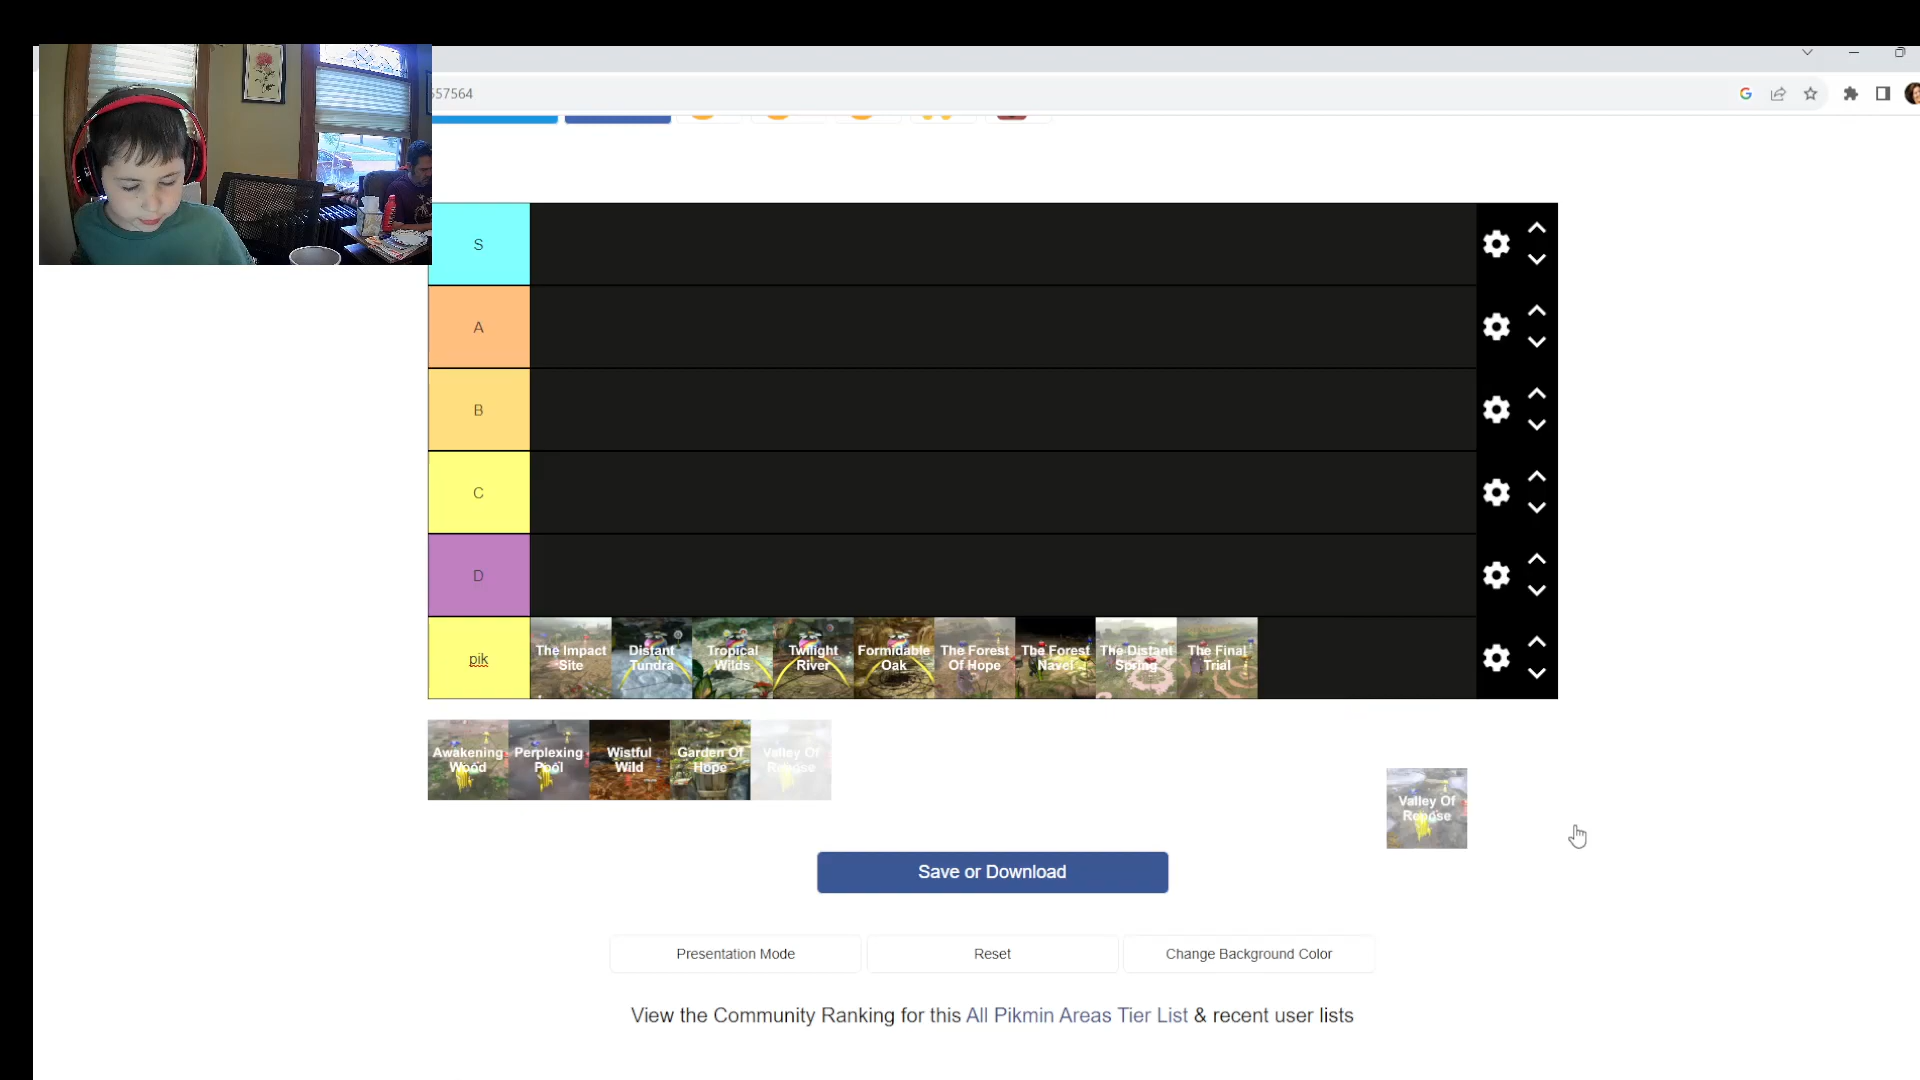 557564
S
A
B
C
D
pik
The Impact
Site
Distant
Tundra
Tropical
Wilds
Twilight
River
Formidable
Oak
The Forest
Of Hope
The Forest
Navel
The Distant
Spring
The Final
Trial
Awakening
Wood
Perplexing
Pool
Wistful
Wild
Garden Of
Hope
Valley Of
Repose
Valley Of
Repose
Save or Download
Presentation Mode
Reset
Change Background Color
View the Community Ranking for this All Pikmin Areas Tier List & recent user lists